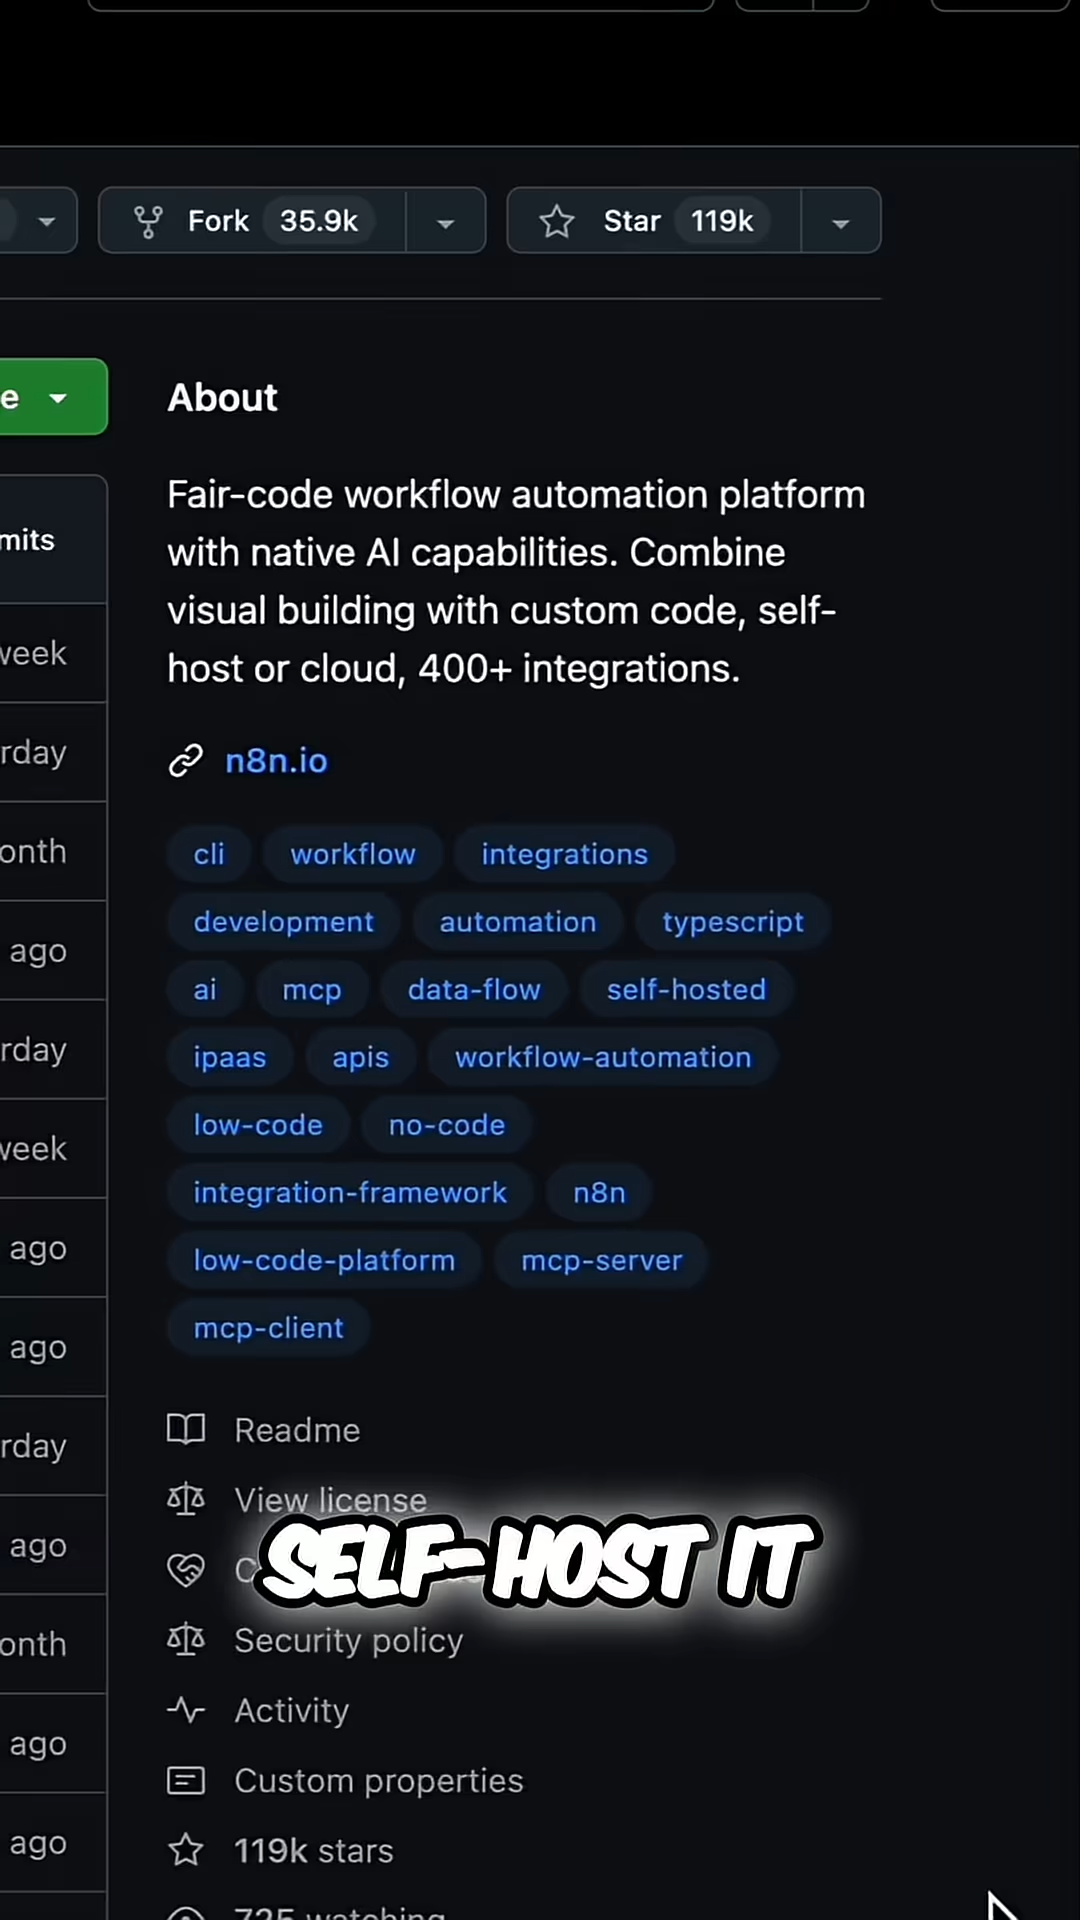 Fork 35.9k Star 119k
e
About
Fair-code workflow automation platform
with native AI capabilities. Combine
visual building with custom code, self-
host or cloud, 400+ integrations.
n8n.io
cli workflow integrations
development automation typescript
ai mcp data-flow self-hosted
ipaas apis workflow-automation
low-code no-code
integration-framework n8n
low-code-platform mcp-server
mcp-client
Readme
View license
SELF-HOST IT
Security policy
Activity
Custom properties
119k stars
725 watching
mits
week
rday
onth
ago
rday
week
ago
ago
rday
ago
onth
ago
ago